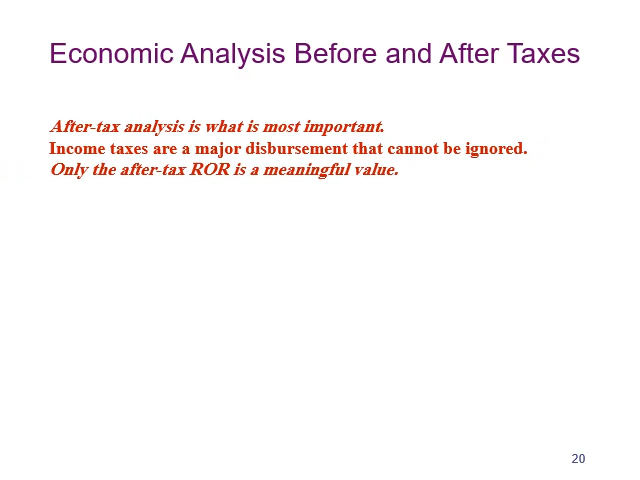 Economic Analysis Before and After Taxes
After-tax analysis is what is most important.
Income taxes are a major disbursement that cannot be ignored.
Only the after-tax ROR is a meaningful value.
20